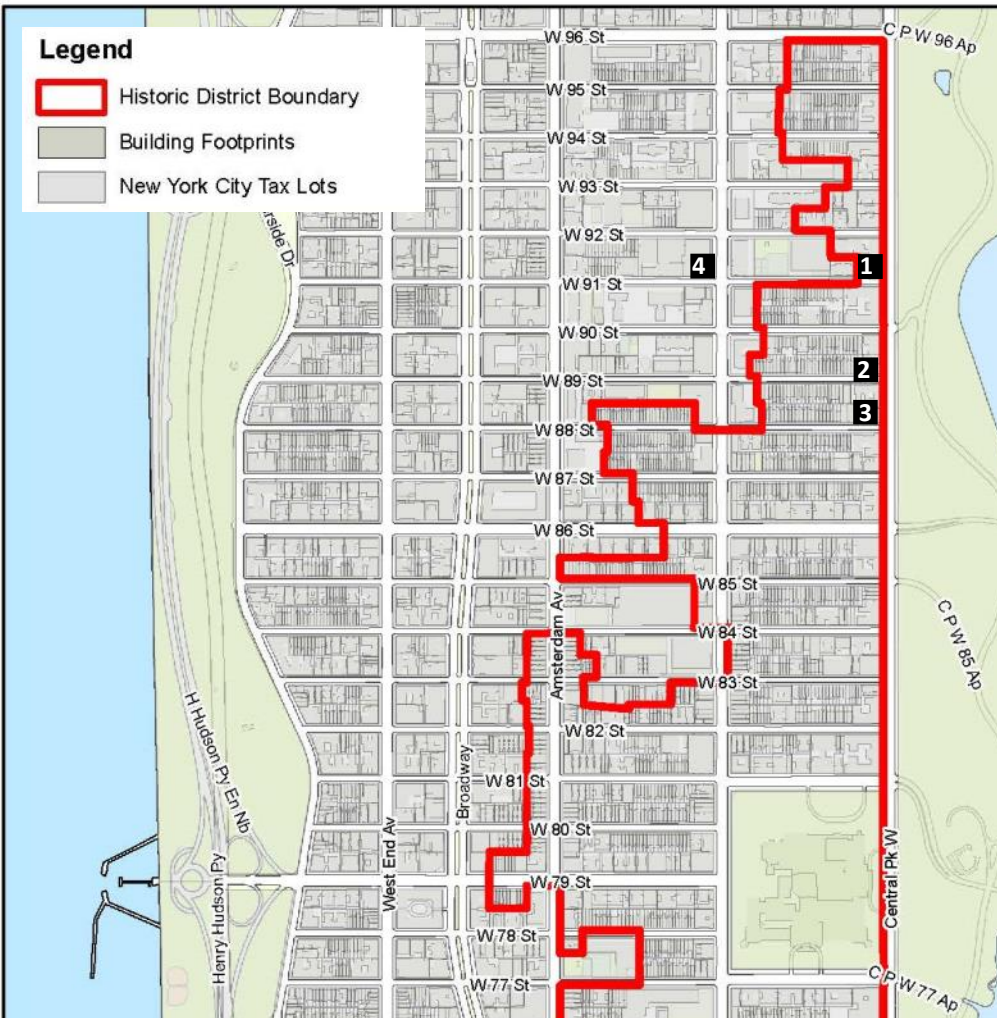 Legend
Historic District Boundary
Building Footprints
New York City Tax Lots
W 96 St
C P W 96 Ap
W 95 St
W 94 St
W 93 St
W 92 St
4
1
W 91 St
W 90 St
2
W 89 St
3
W 88 St
W 87 St
W 86 St
W 85 St
W 84 St
W 83 St
W 82 St
W 81 St
W 80 St
W 79 St
W 78 St
W 77 St
Amsterdam Av
Broadway
West End Av
Central Pk W
C P W 85 Ap
C P W 77 Ap
H Hudson Py En Nb
Henry Hudson Py